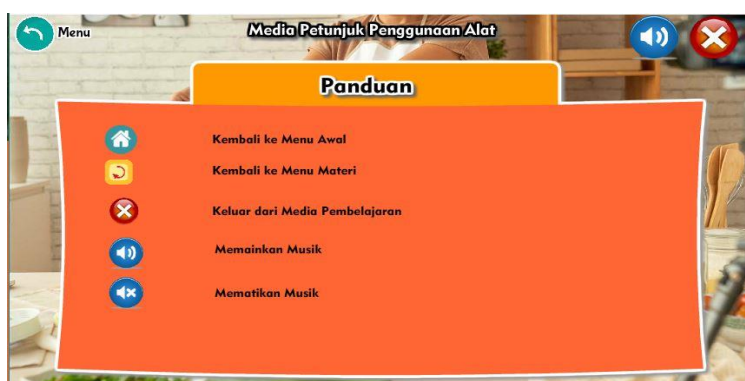 Menu
Media Petunjuk Penggunaan Alat
Panduan
Kembali ke Menu Awal
Kembali ke Menu Materi
Keluar dari Media Pembelajaran
Memainkan Musik
Mematikan Musik